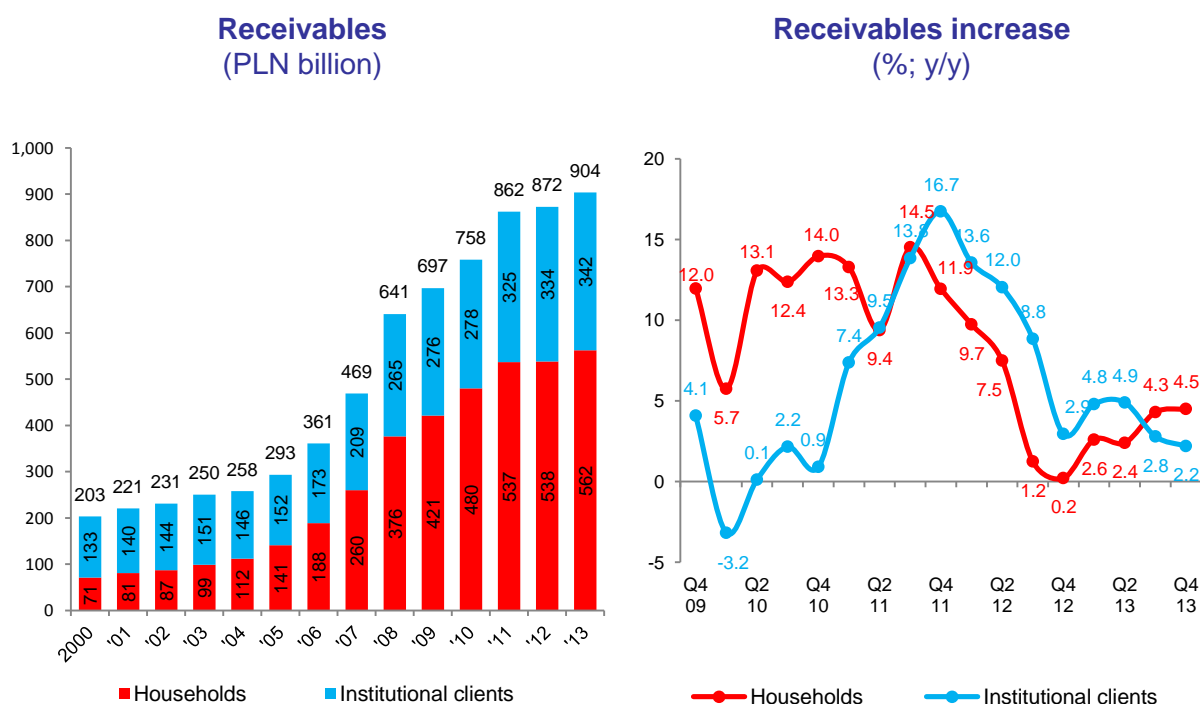 Receivables
(PLN billion)
1,000
900
800
700
600
500
400
300
200
100
0
203 221 231 250 258 293 361 469 641 697 758 862 872 904
133 140 144 151 146 152 173 209 265 276 278 325 334 342
71 81 87 99 112 141 188 260 376 421 480 537 538 562
2000 '01 '02 '03 '04 '05 '06 '07 '08 '09 '10 '11 '12 '13
Households Institutional clients
Receivables increase
(%; y/y)
20
15
10
5
0
-5
12.0 5.7 13.1 12.4 14.0 13.3 9.4 14.5 11.9 9.7 7.5 1.2 0.2 2.6 2.4 4.3 4.5
4.1 -3.2 0.1 2.2 0.9 7.4 9.5 13.8 16.7 13.6 12.0 8.8 2.9 4.8 4.9 2.8 2.2
Q4 Q2 Q4 Q2 Q4 Q2 Q4 Q2 Q4
09 10 10 11 11 12 12 13 13
Households Institutional clients